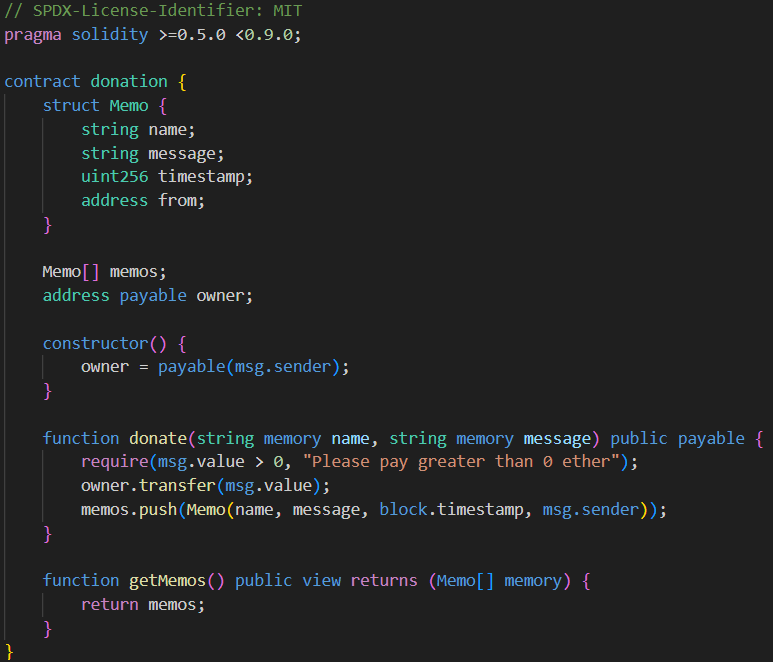 // SPDX-License-Identifier: MIT
pragma solidity >=0.5.0 <0.9.0;

contract donation {
    struct Memo {
        string name;
        string message;
        uint256 timestamp;
        address from;
    }

    Memo[] memos;
    address payable owner;

    constructor() {
        owner = payable(msg.sender);
    }

    function donate(string memory name, string memory message) public payable {
        require(msg.value > 0, "Please pay greater than 0 ether");
        owner.transfer(msg.value);
        memos.push(Memo(name, message, block.timestamp, msg.sender));
    }

    function getMemos() public view returns (Memo[] memory) {
        return memos;
    }
}